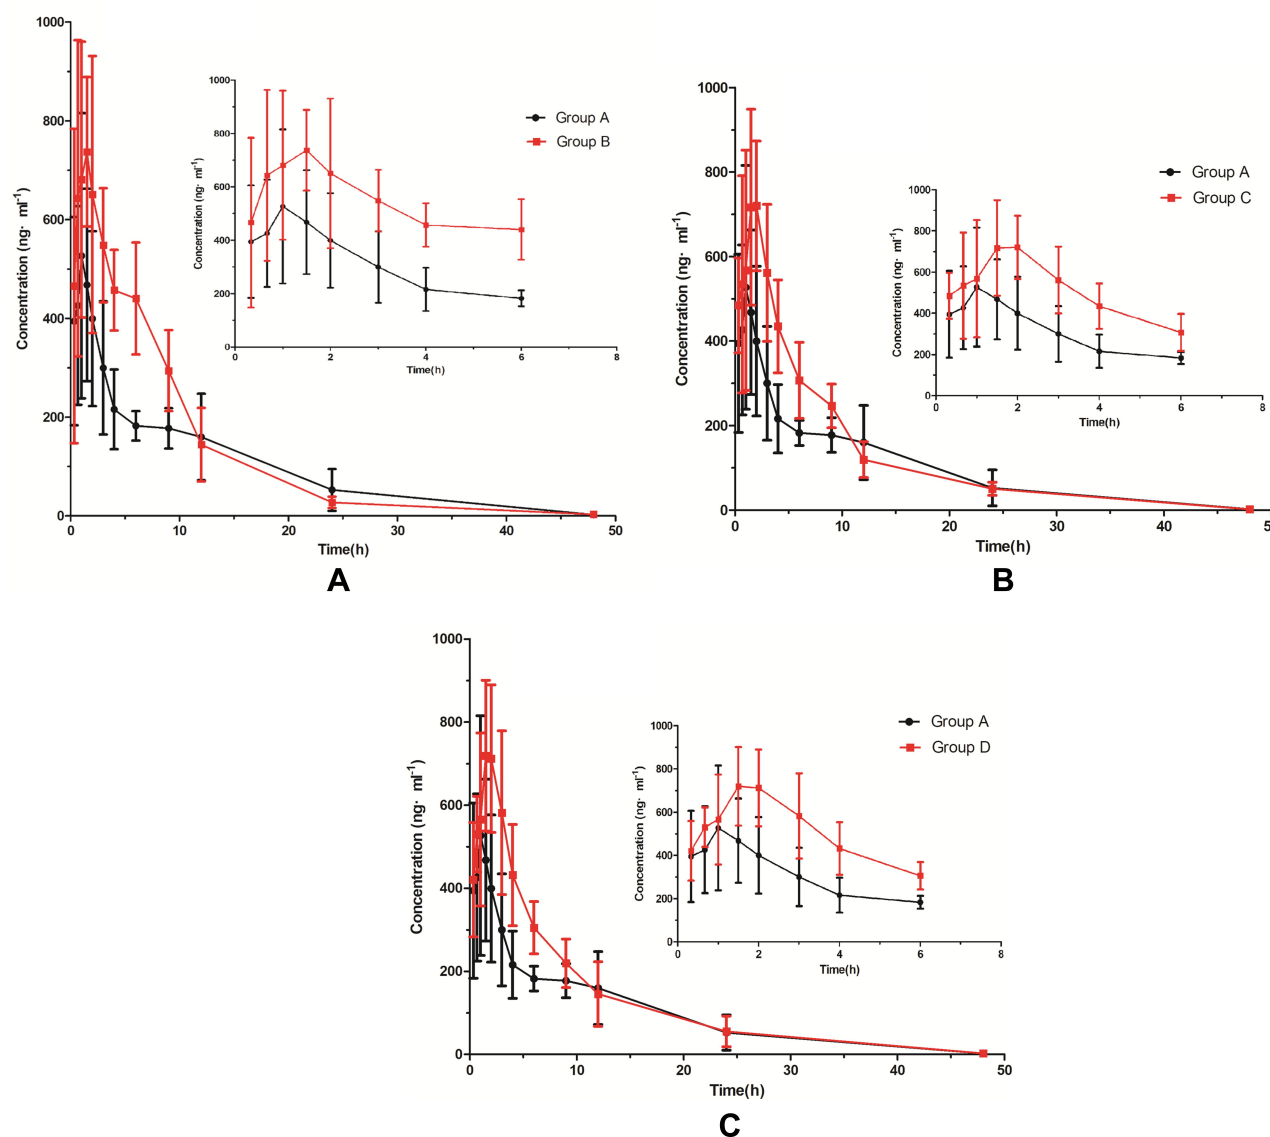 1000
800
600
400
200
0
Concentration (ng· ml⁻¹)
0 10 20 30 40 50
Time(h)
1000
800
600
400
200
0
Concentration (ng· ml⁻¹)
0 2 4 6 8
Time(h)
Group A
Group B
A
1000
800
600
400
200
0
Concentration (ng· ml⁻¹)
0 10 20 30 40
Time(h)
1000
800
600
400
200
0
Concentration (ng· ml⁻¹)
0 2 4 6 8
Time(h)
Group A
Group C
B
1000
800
600
400
200
0
Concentration (ng· ml⁻¹)
0 10 20 30 40 50
Time(h)
1000
800
600
400
200
0
Concentration (ng· ml⁻¹)
0 2 4 6 8
Time(h)
Group A
Group D
C